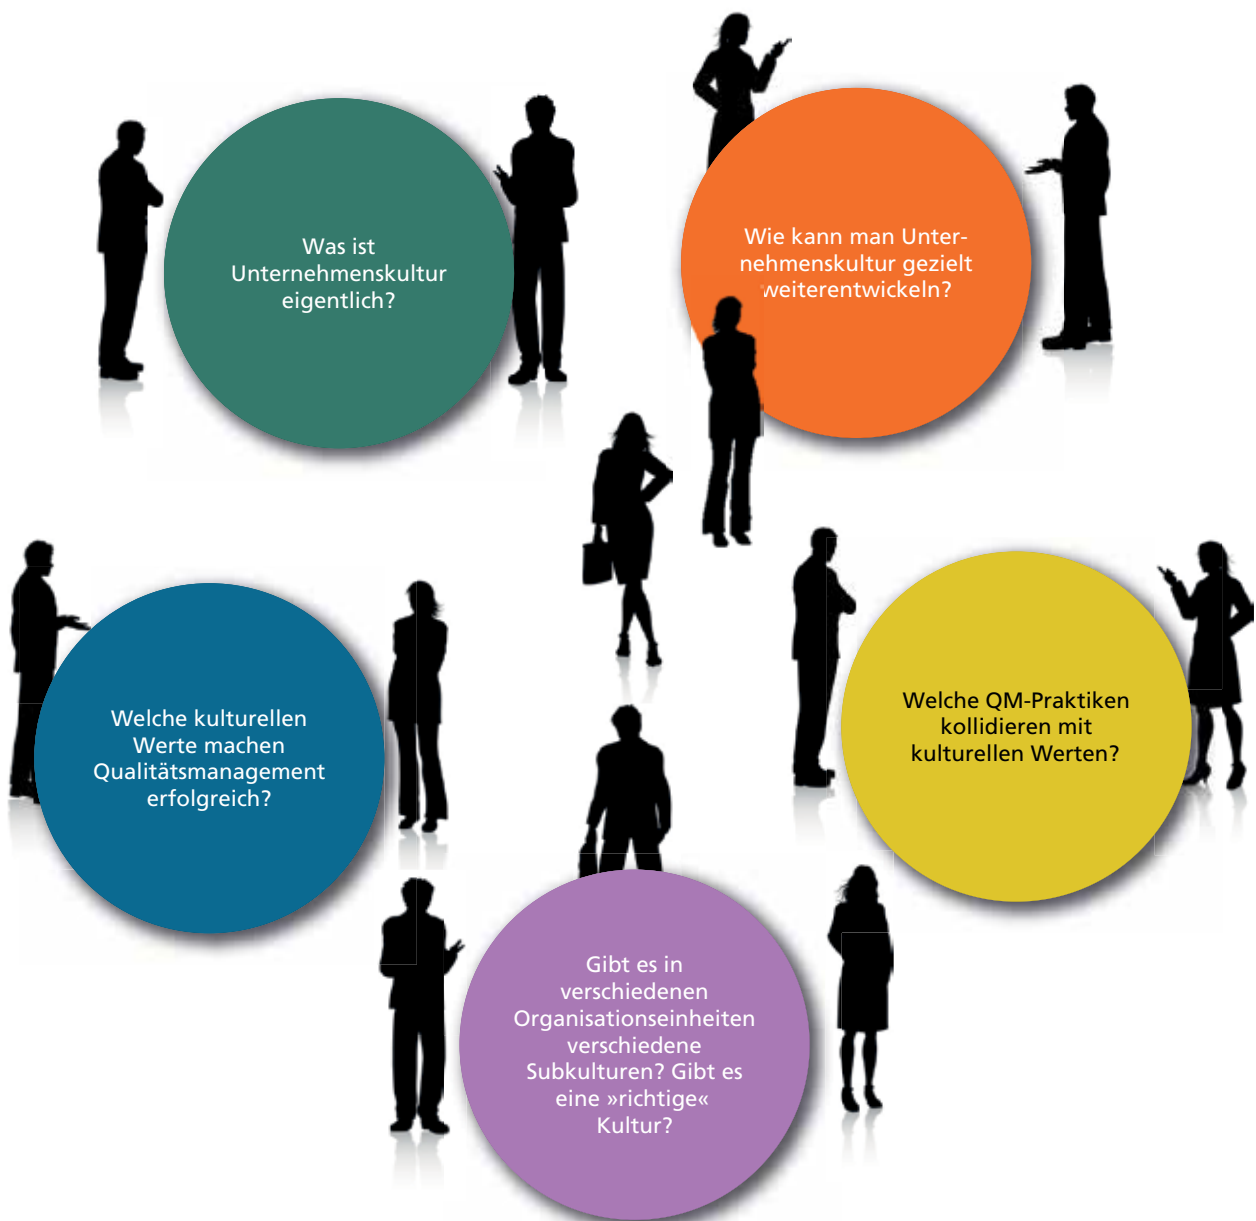 Was ist
Unternehmenskultur
eigentlich?
Wie kann man Unter-
nehmenskultur gezielt
weiterentwickeln?
Welche kulturellen
Werte machen
Qualitätsmanagement
erfolgreich?
Welche QM-Praktiken
kollidieren mit
kulturellen Werten?
Gibt es in
verschiedenen
Organisationseinheiten
verschiedene
Subkulturen? Gibt es
eine »richtige«
Kultur?